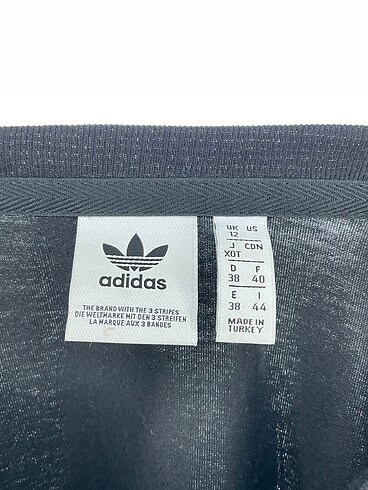 adidas
THE BRAND WITH THE 3 STRIPES
DIE WELTMARKE MIT DEN 3 STREIFEN
LA MARQUE AUX 3 BANDES
UK US
12
J CDN
XOT
D F
38 40
E I
38 44
MADE IN
TURKEY